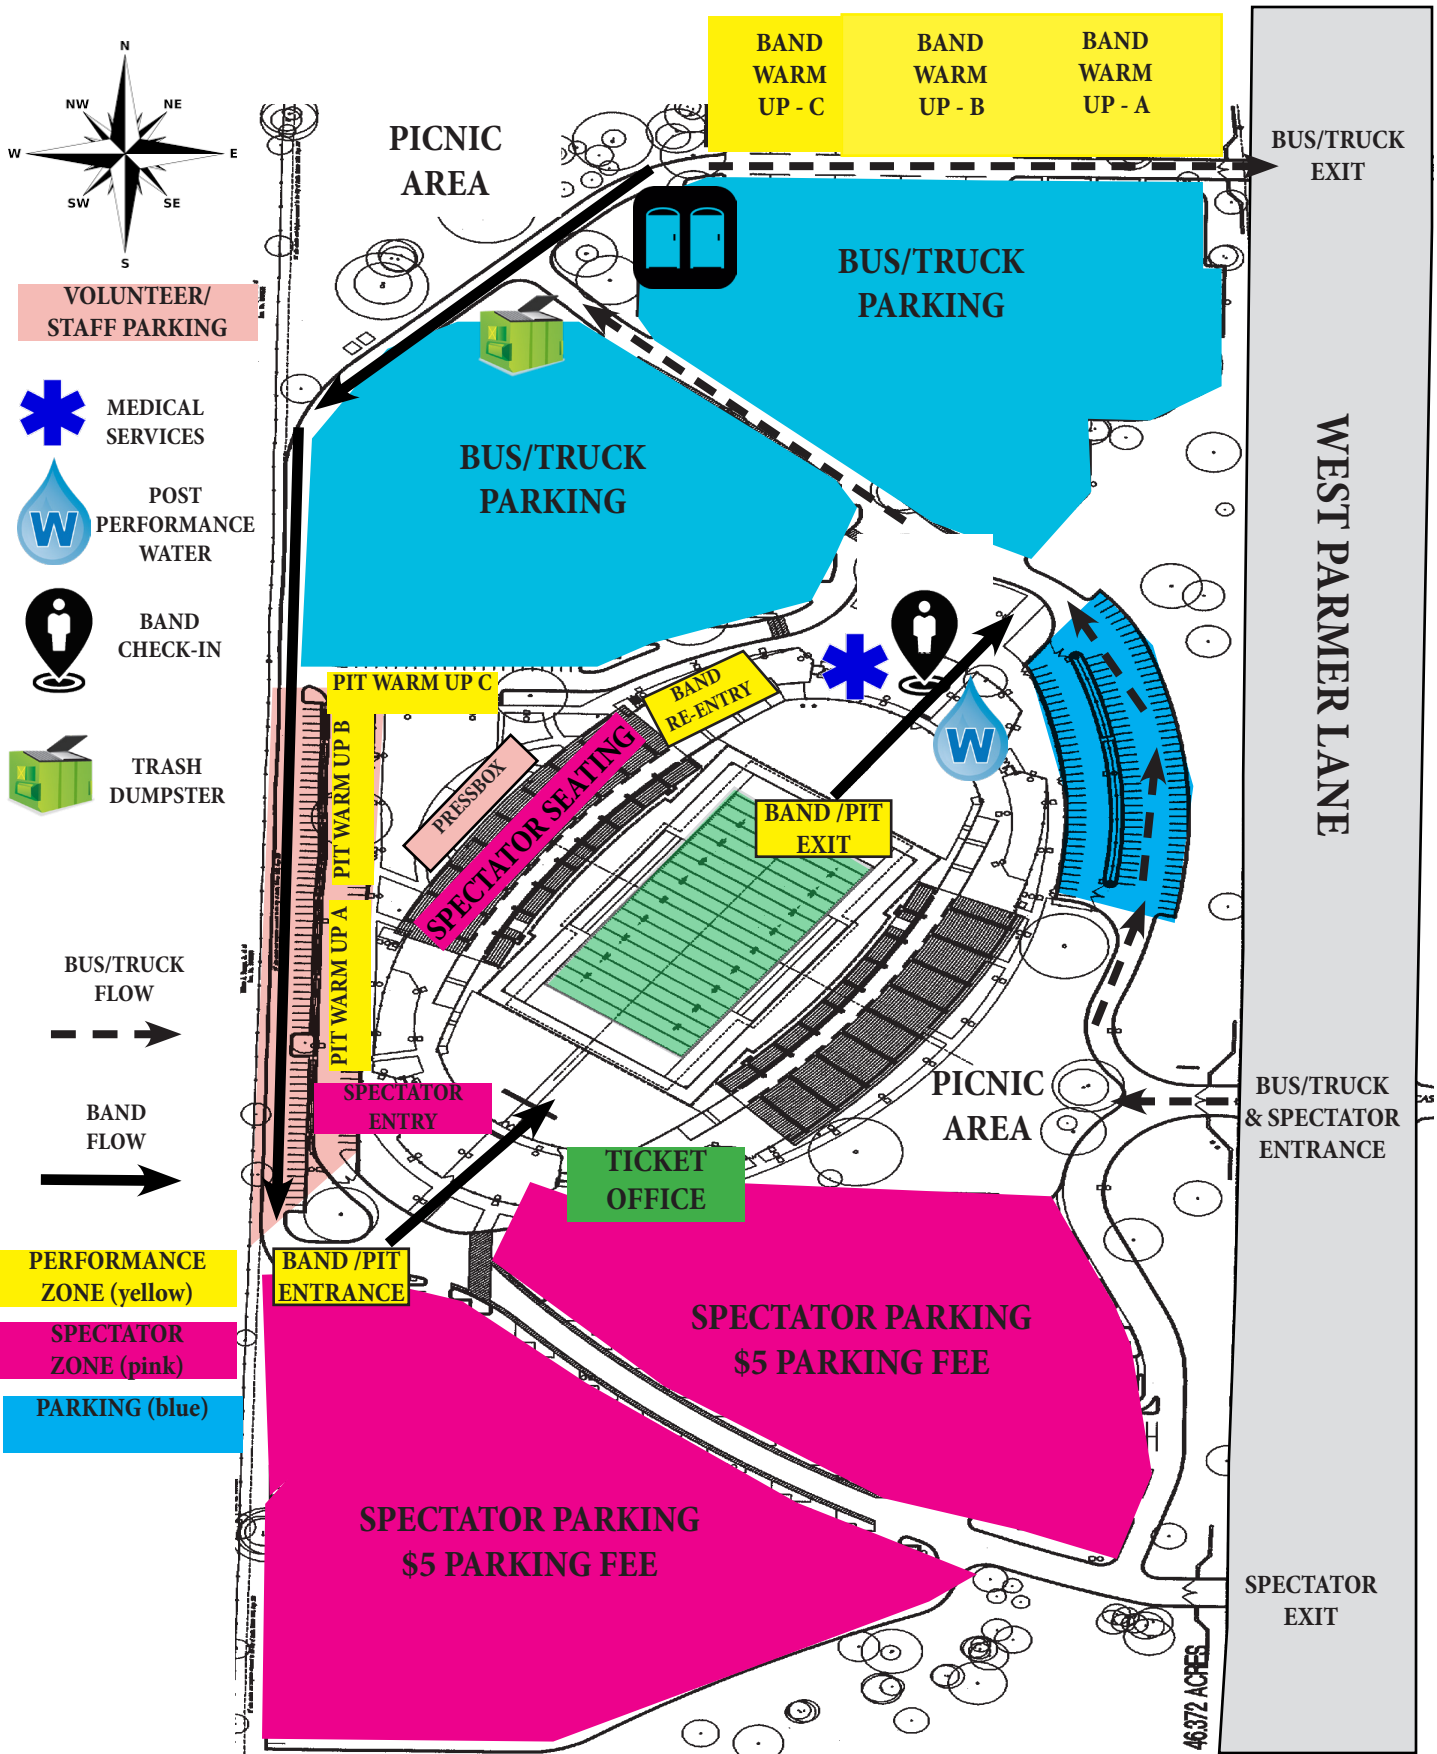 N
NW
NE
W
E
SW
SE
S
PICNIC
AREA
BAND
WARM
UP - C
BAND
WARM
UP - B
BAND
WARM
UP - A
BUS/TRUCK
EXIT
VOLUNTEER/
STAFF PARKING
BUS/TRUCK
PARKING
MEDICAL
SERVICES
W
POST
PERFORMANCE
WATER
BUS/TRUCK
PARKING
WEST PARMER LANE
BAND
CHECK-IN
TRASH
DUMPSTER
PIT WARM UP C
PIT WARM UP B
PIT WARM UP A
PRESSBOX
SPECTATOR SEATING
BAND
RE-ENTRY
W
BAND /PIT
EXIT
BUS/TRUCK
FLOW
BAND
FLOW
SPECTATOR
ENTRY
PICNIC
AREA
BUS/TRUCK
& SPECTATOR
ENTRANCE
TICKET
OFFICE
BAND /PIT
ENTRANCE
PERFORMANCE
ZONE (yellow)
SPECTATOR
ZONE (pink)
PARKING (blue)
SPECTATOR PARKING
$5 PARKING FEE
SPECTATOR PARKING
$5 PARKING FEE
SPECTATOR
EXIT
46.372 ACRES